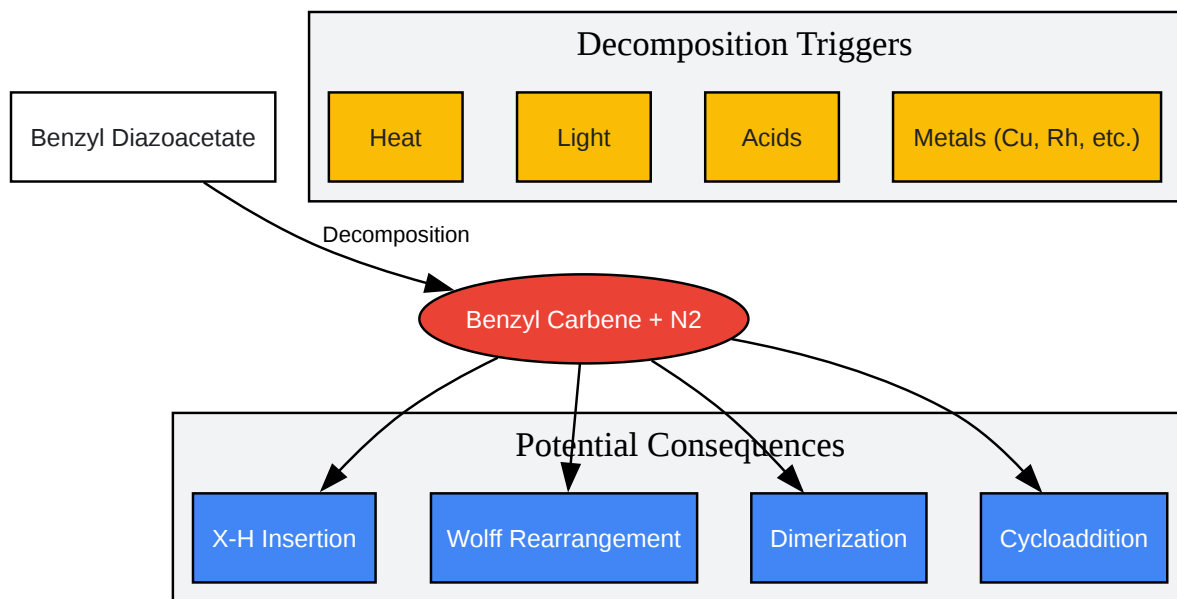 Decomposition Triggers
Benzyl Diazoacetate
Heat
Light
Acids
Metals (Cu, Rh, etc.)
Decomposition
Benzyl Carbene + N2
Potential Consequences
X-H Insertion
Wolff Rearrangement
Dimerization
Cycloaddition